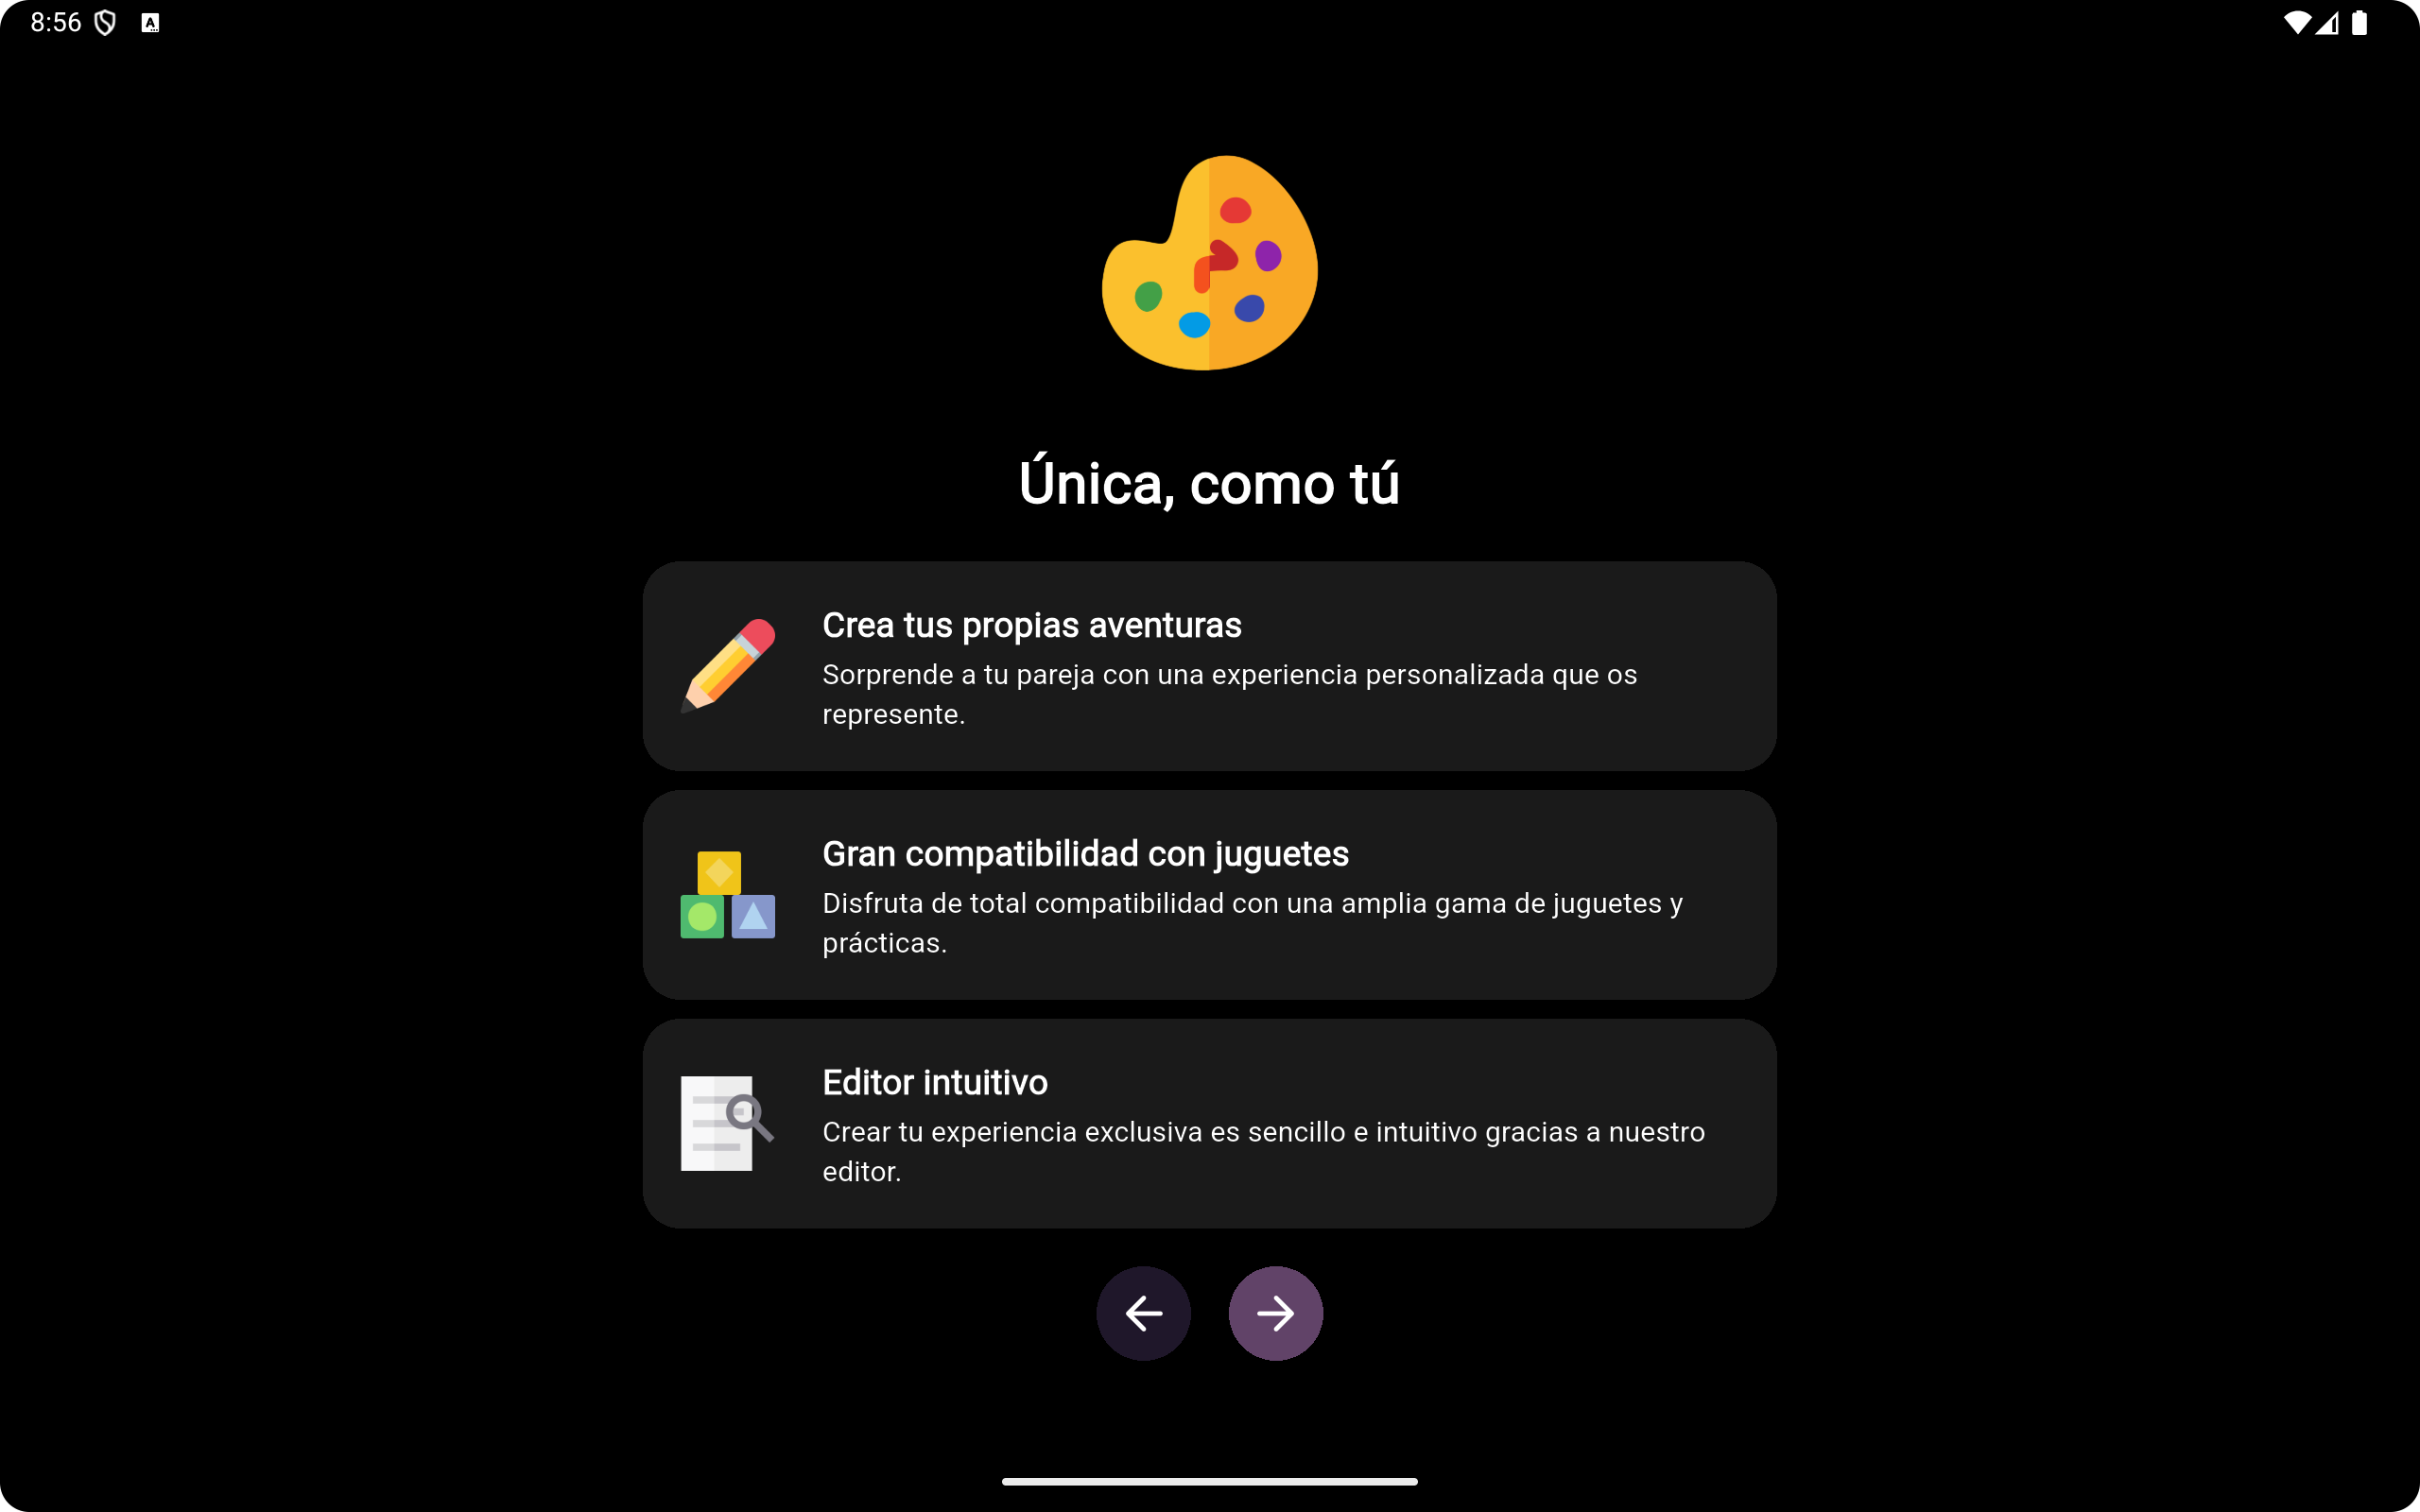 8:56
Única, como tú
Crea tus propias aventuras
Sorprende a tu pareja con una experiencia personalizada que os
represente.
Gran compatibilidad con juguetes
Disfruta de total compatibilidad con una amplia gama de juguetes y
prácticas.
Editor intuitivo
Crear tu experiencia exclusiva es sencillo e intuitivo gracias a nuestro
editor.